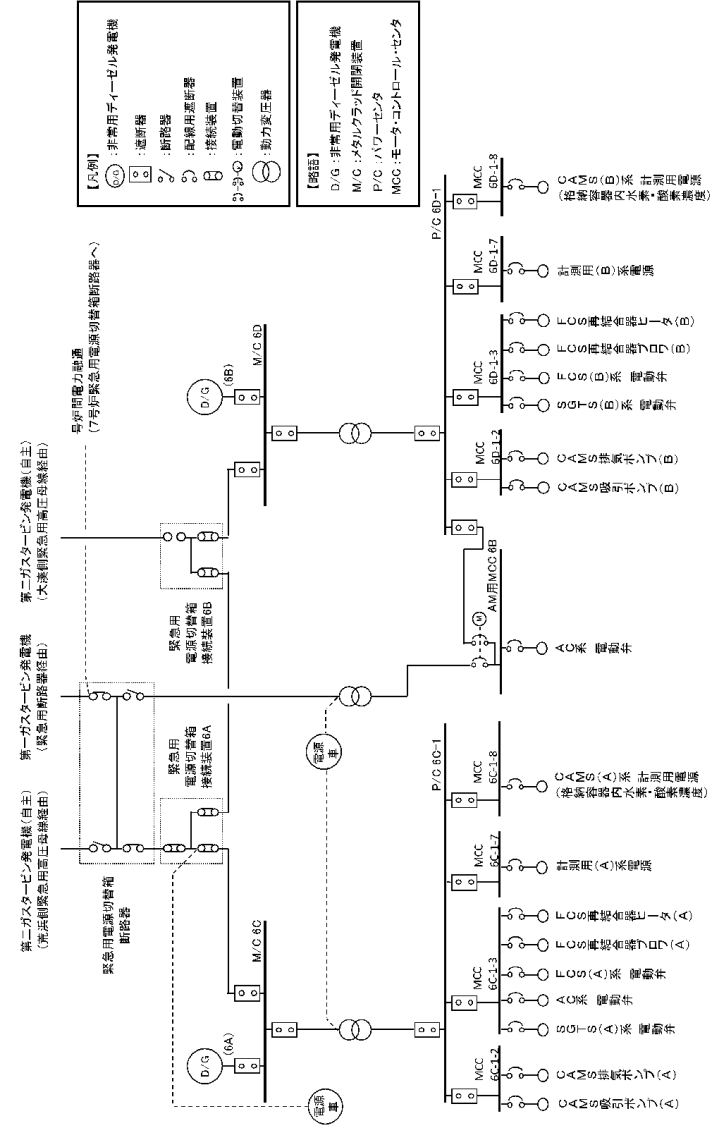 第二ガスタービン発電機(自主)
(荒浜側緊急用高圧母線経由)
第一ガスタービン発電機
(緊急用断路器経由)
第二ガスタービン発電機(自主)
(大湊側緊急用高圧母線経由)
号炉間電力融通
(7号炉緊急用電源切替箱断路器へ)
緊急用電源切替箱
断路器
緊急用
電源切替箱
接続装置6A
緊急用
電源切替箱
接続装置6B
【凡例】
D/G
:非常用ディーゼル発電機
:遮断器
:断路器
:配線用遮断器
:接続装置
:電動切替装置
:動力変圧器
【略語】
D/G :非常用ディーゼル発電機
M/C :メタルクラッド開閉装置
P/C :パワーセンタ
MCC :モータ・コントロール・センタ
D/G
(6A)
M/C 6C
D/G
(6B)
M/C 6D
電源
車
電源
車
M
P/C 6C-1
P/C 6D-1
MCC
6C-1-2
MCC
6C-1-3
MCC
6C-1-7
MCC
6C-1-8
AM用MCC 6B
MCC
6D-1-2
MCC
6D-1-3
MCC
6D-1-7
MCC
6D-1-8
CAMS吸引ポンプ(A)
CAMS排気ポンプ(A)
SGTS(A)系 電動弁
AC系 電動弁
FCS(A)系 電動弁
FCS再結合器ブロワ(A)
FCS再結合器ヒータ(A)
計測用(A)系電源
CAMS(A)系 計測用電源
(格納容器内水素・酸素濃度)
AC系 電動弁
CAMS吸引ポンプ(B)
CAMS排気ポンプ(B)
SGTS(B)系 電動弁
FCS(B)系 電動弁
FCS再結合器ブロワ(B)
FCS再結合器ヒータ(B)
計測用(B)系電源
CAMS(B)系 計測用電源
(格納容器内水素・酸素濃度)